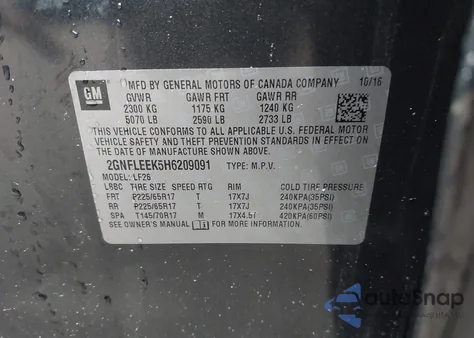 GM
MFD BY GENERAL MOTORS OF CANADA COMPANY 10/16
GVWR GAWR FRT GAWR RR
2300 KG 1175 KG 1240 KG
5070 LB 2590 LB 2733 LB
THIS VEHICLE CONFORMS TO ALL APPLICABLE U.S. FEDERAL MOTOR
VEHICLE SAFETY AND THEFT PREVENTION STANDARDS IN EFFECT ON
THE DATE OF MANUFACTURE SHOWN ABOVE.
2GNFLEEK5H6209091 TYPE: M.P.V.
MODEL: LF26
LBBC TIRE SIZE SPEED RTG RIM COLD TIRE PRESSURE
FRT P225/65R17 T 17X7J 240KPA(35PSI)
RR P225/65R17 T 17X7J 240KPA(35PSI)
SPA T145/70R17 M 17X4.5T 420KPA(60PSI)
SEE OWNER'S MANUAL FOR MORE INFORMATION
autoSnap